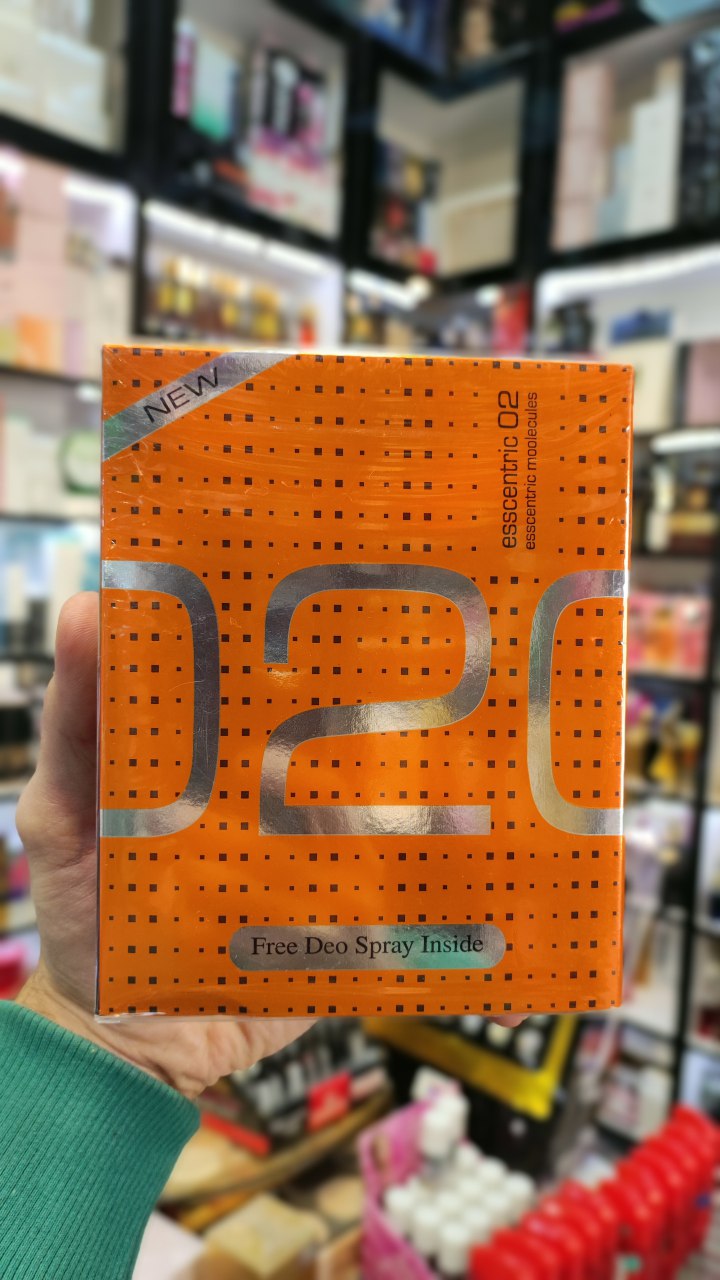 NEW
esscentric 02
esscentric moolecules
020
Free Deo Spray Inside